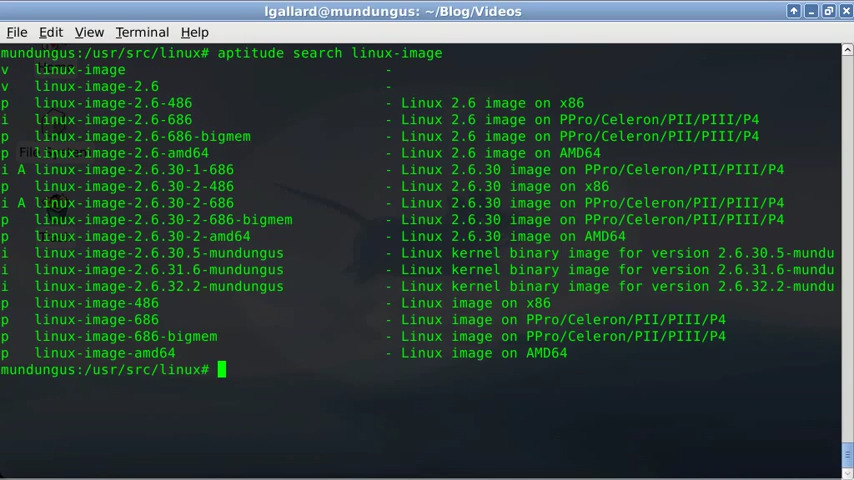 lgallard@mundungus: ~/Blog/Videos
File Edit View Terminal Help
mundungus:/usr/src/linux# aptitude search linux-image
v linux-image -
v linux-image-2.6 -
p linux-image-2.6-486 - Linux 2.6 image on x86
i linux-image-2.6-686 - Linux 2.6 image on PPro/Celeron/PII/PIII/P4
p linux-image-2.6-686-bigmem - Linux 2.6 image on PPro/Celeron/PII/PIII/P4
p linux-image-2.6-amd64 - Linux 2.6 image on AMD64
i A linux-image-2.6.30-1-686 - Linux 2.6.30 image on PPro/Celeron/PII/PIII/P4
p linux-image-2.6.30-2-486 - Linux 2.6.30 image on x86
i A linux-image-2.6.30-2-686 - Linux 2.6.30 image on PPro/Celeron/PII/PIII/P4
p linux-image-2.6.30-2-686-bigmem - Linux 2.6.30 image on PPro/Celeron/PII/PIII/P4
p linux-image-2.6.30-2-amd64 - Linux 2.6.30 image on AMD64
i linux-image-2.6.30.5-mundungus - Linux kernel binary image for version 2.6.30.5-mundu
i linux-image-2.6.31.6-mundungus - Linux kernel binary image for version 2.6.31.6-mundu
i linux-image-2.6.32.2-mundungus - Linux kernel binary image for version 2.6.32.2-mundu
p linux-image-486 - Linux image on x86
p linux-image-686 - Linux image on PPro/Celeron/PII/PIII/P4
p linux-image-686-bigmem - Linux image on PPro/Celeron/PII/PIII/P4
p linux-image-amd64 - Linux image on AMD64
mundungus:/usr/src/linux#